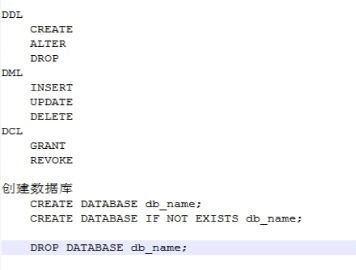 DDL
CREATE
ALTER
DROP
DML
INSERT
UPDATE
DELETE
DCL
GRANT
REVOKE
创建数据库
CREATE DATABASE db_name;
CREATE DATABASE IF NOT EXISTS db_name;
DROP DATABASE db_name;